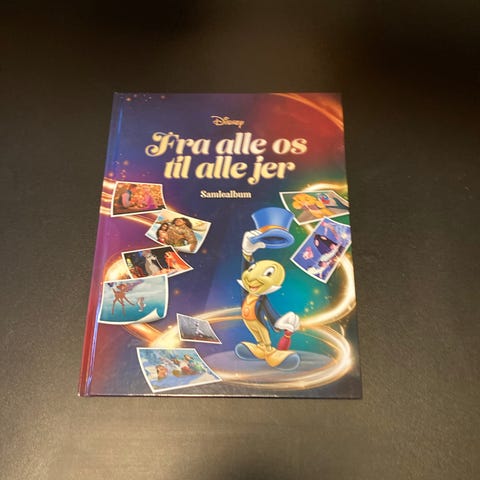 Disney
Fra alle os
til alle jer
Samlealbum